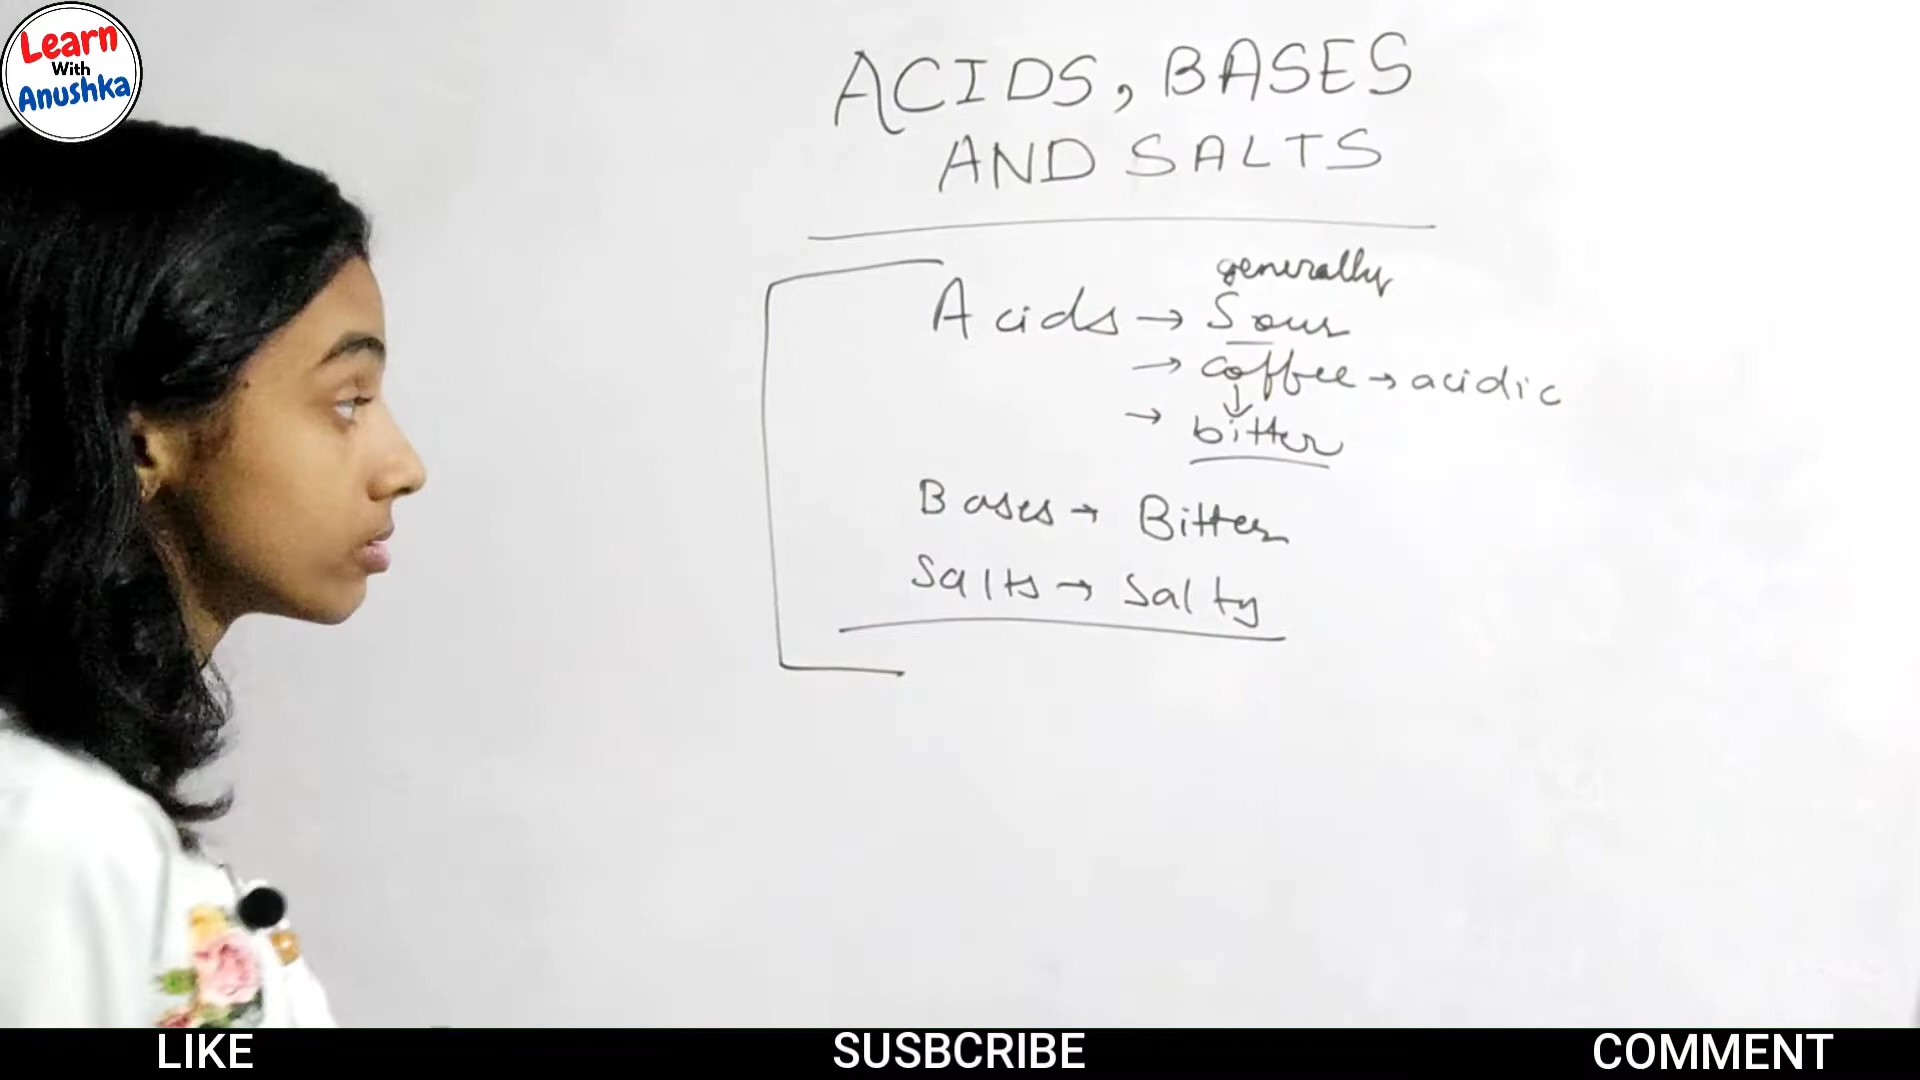 Learn
With
Anushka
ACIDS, BASES
AND SALTS
generally
Acids → Sour
→ coffee → acidic
↓
→ bitter
Bases → Bitter
Salts → Salty
LIKE
SUSBCRIBE
COMMENT